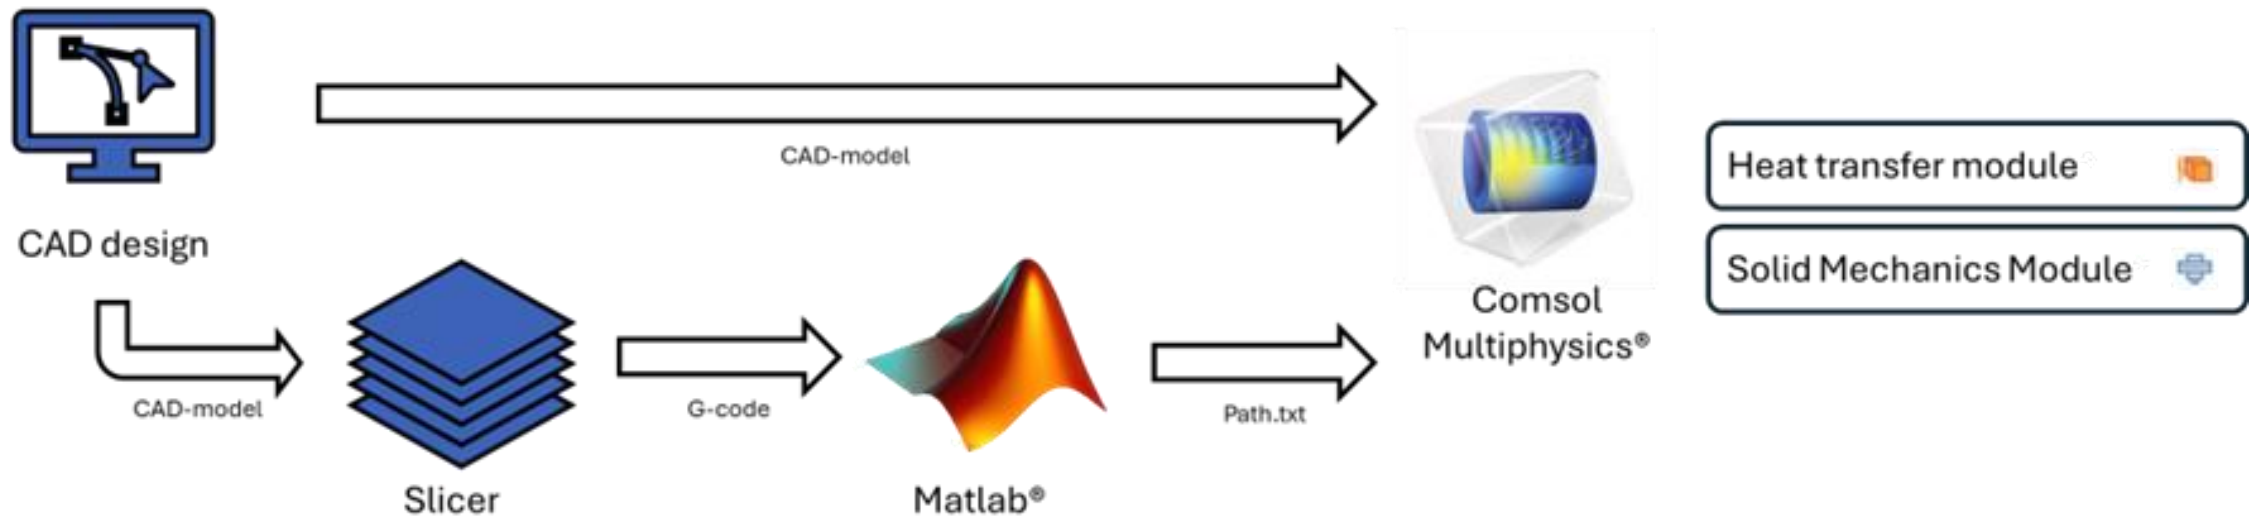 CAD design
CAD-model
CAD-model
Slicer
G-code
Matlab®
Path.txt
Comsol
Multiphysics®
Heat transfer module
Solid Mechanics Module